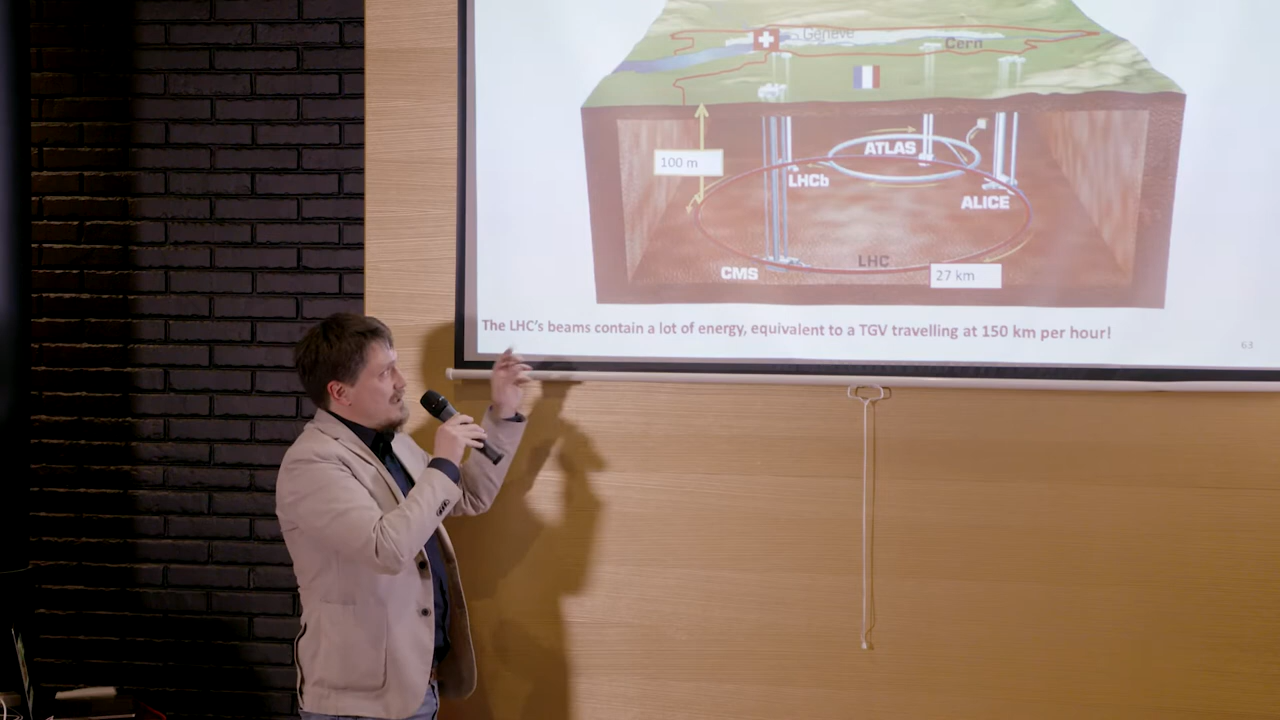 Genève
Cern
100 m
ATLAS
LHCb
ALICE
LHC
CMS
27 km
The LHC's beams contain a lot of energy, equivalent to a TGV travelling at 150 km per hour!
63